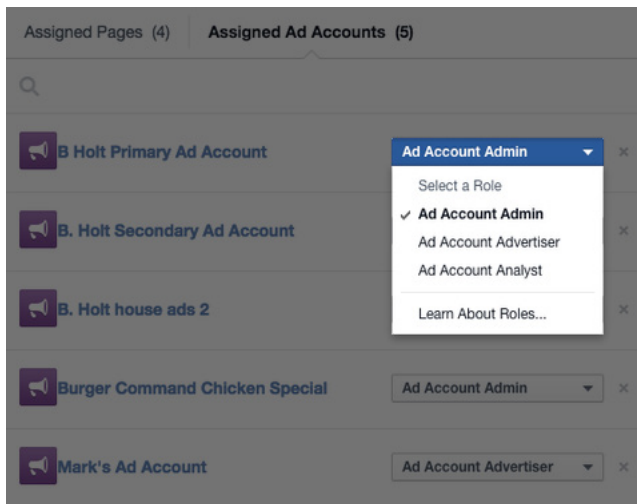 Assigned Pages (4)
Assigned Ad Accounts (5)
B Holt Primary Ad Account
Ad Account Admin
Select a Role
Ad Account Admin
Ad Account Advertiser
Ad Account Analyst
Learn About Roles...
B. Holt Secondary Ad Account
B. Holt house ads 2
Burger Command Chicken Special
Ad Account Admin
Mark's Ad Account
Ad Account Advertiser